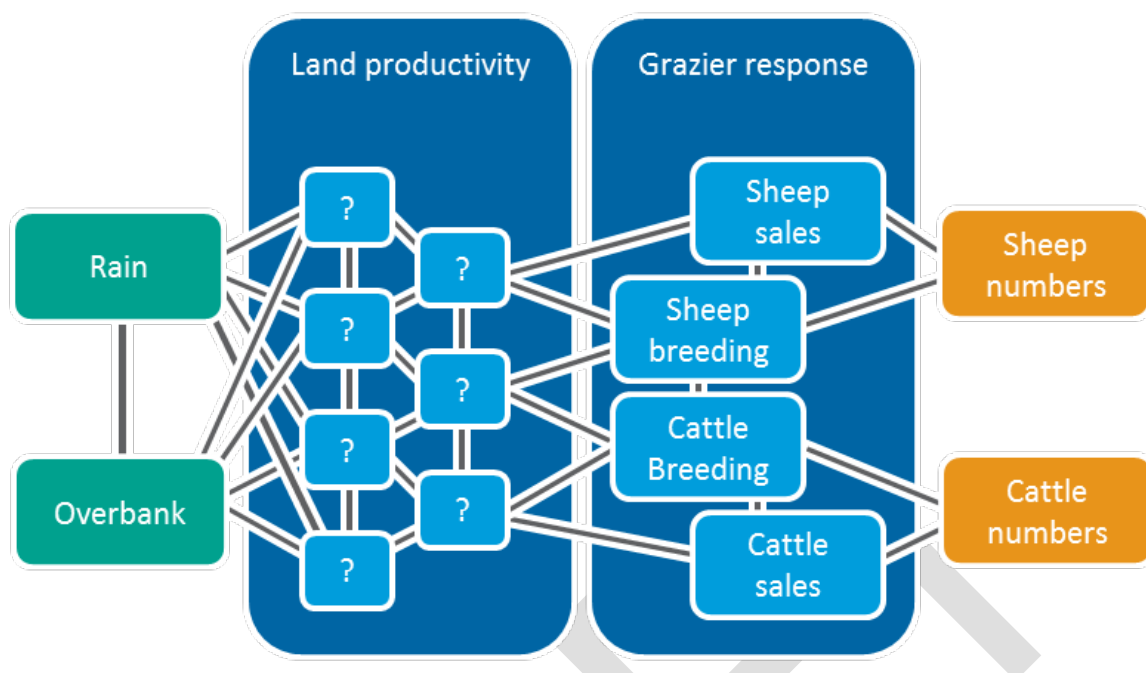 Land productivity
Grazier response
?
Sheep
sales
?
Rain
Sheep
numbers
?
Sheep
breeding
?
?
Cattle
Breeding
?
Overbank
Cattle
numbers
Cattle
sales
?